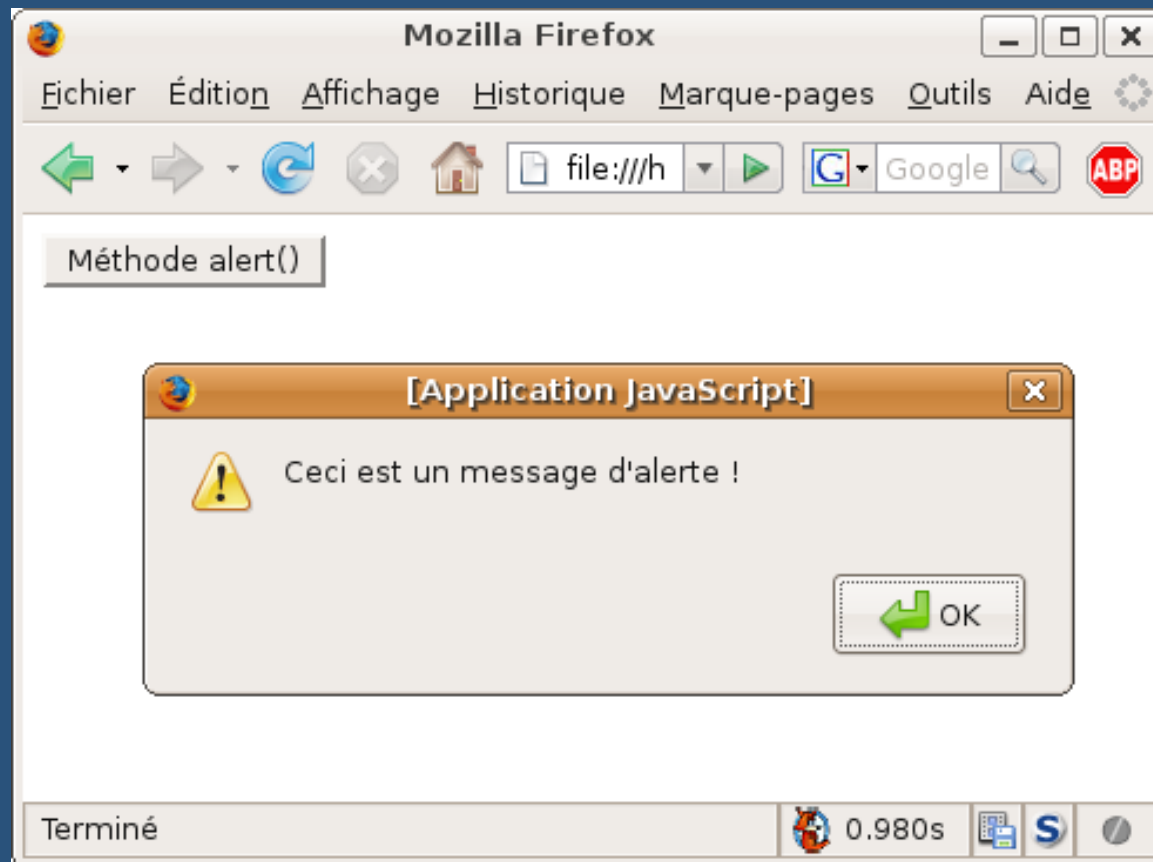 Mozilla Firefox
Fichier Édition Affichage Historique Marque-pages Outils Aide
file:///h Google ABP
Méthode alert()
[Application JavaScript]
Ceci est un message d'alerte !
OK
Terminé 0.980s S